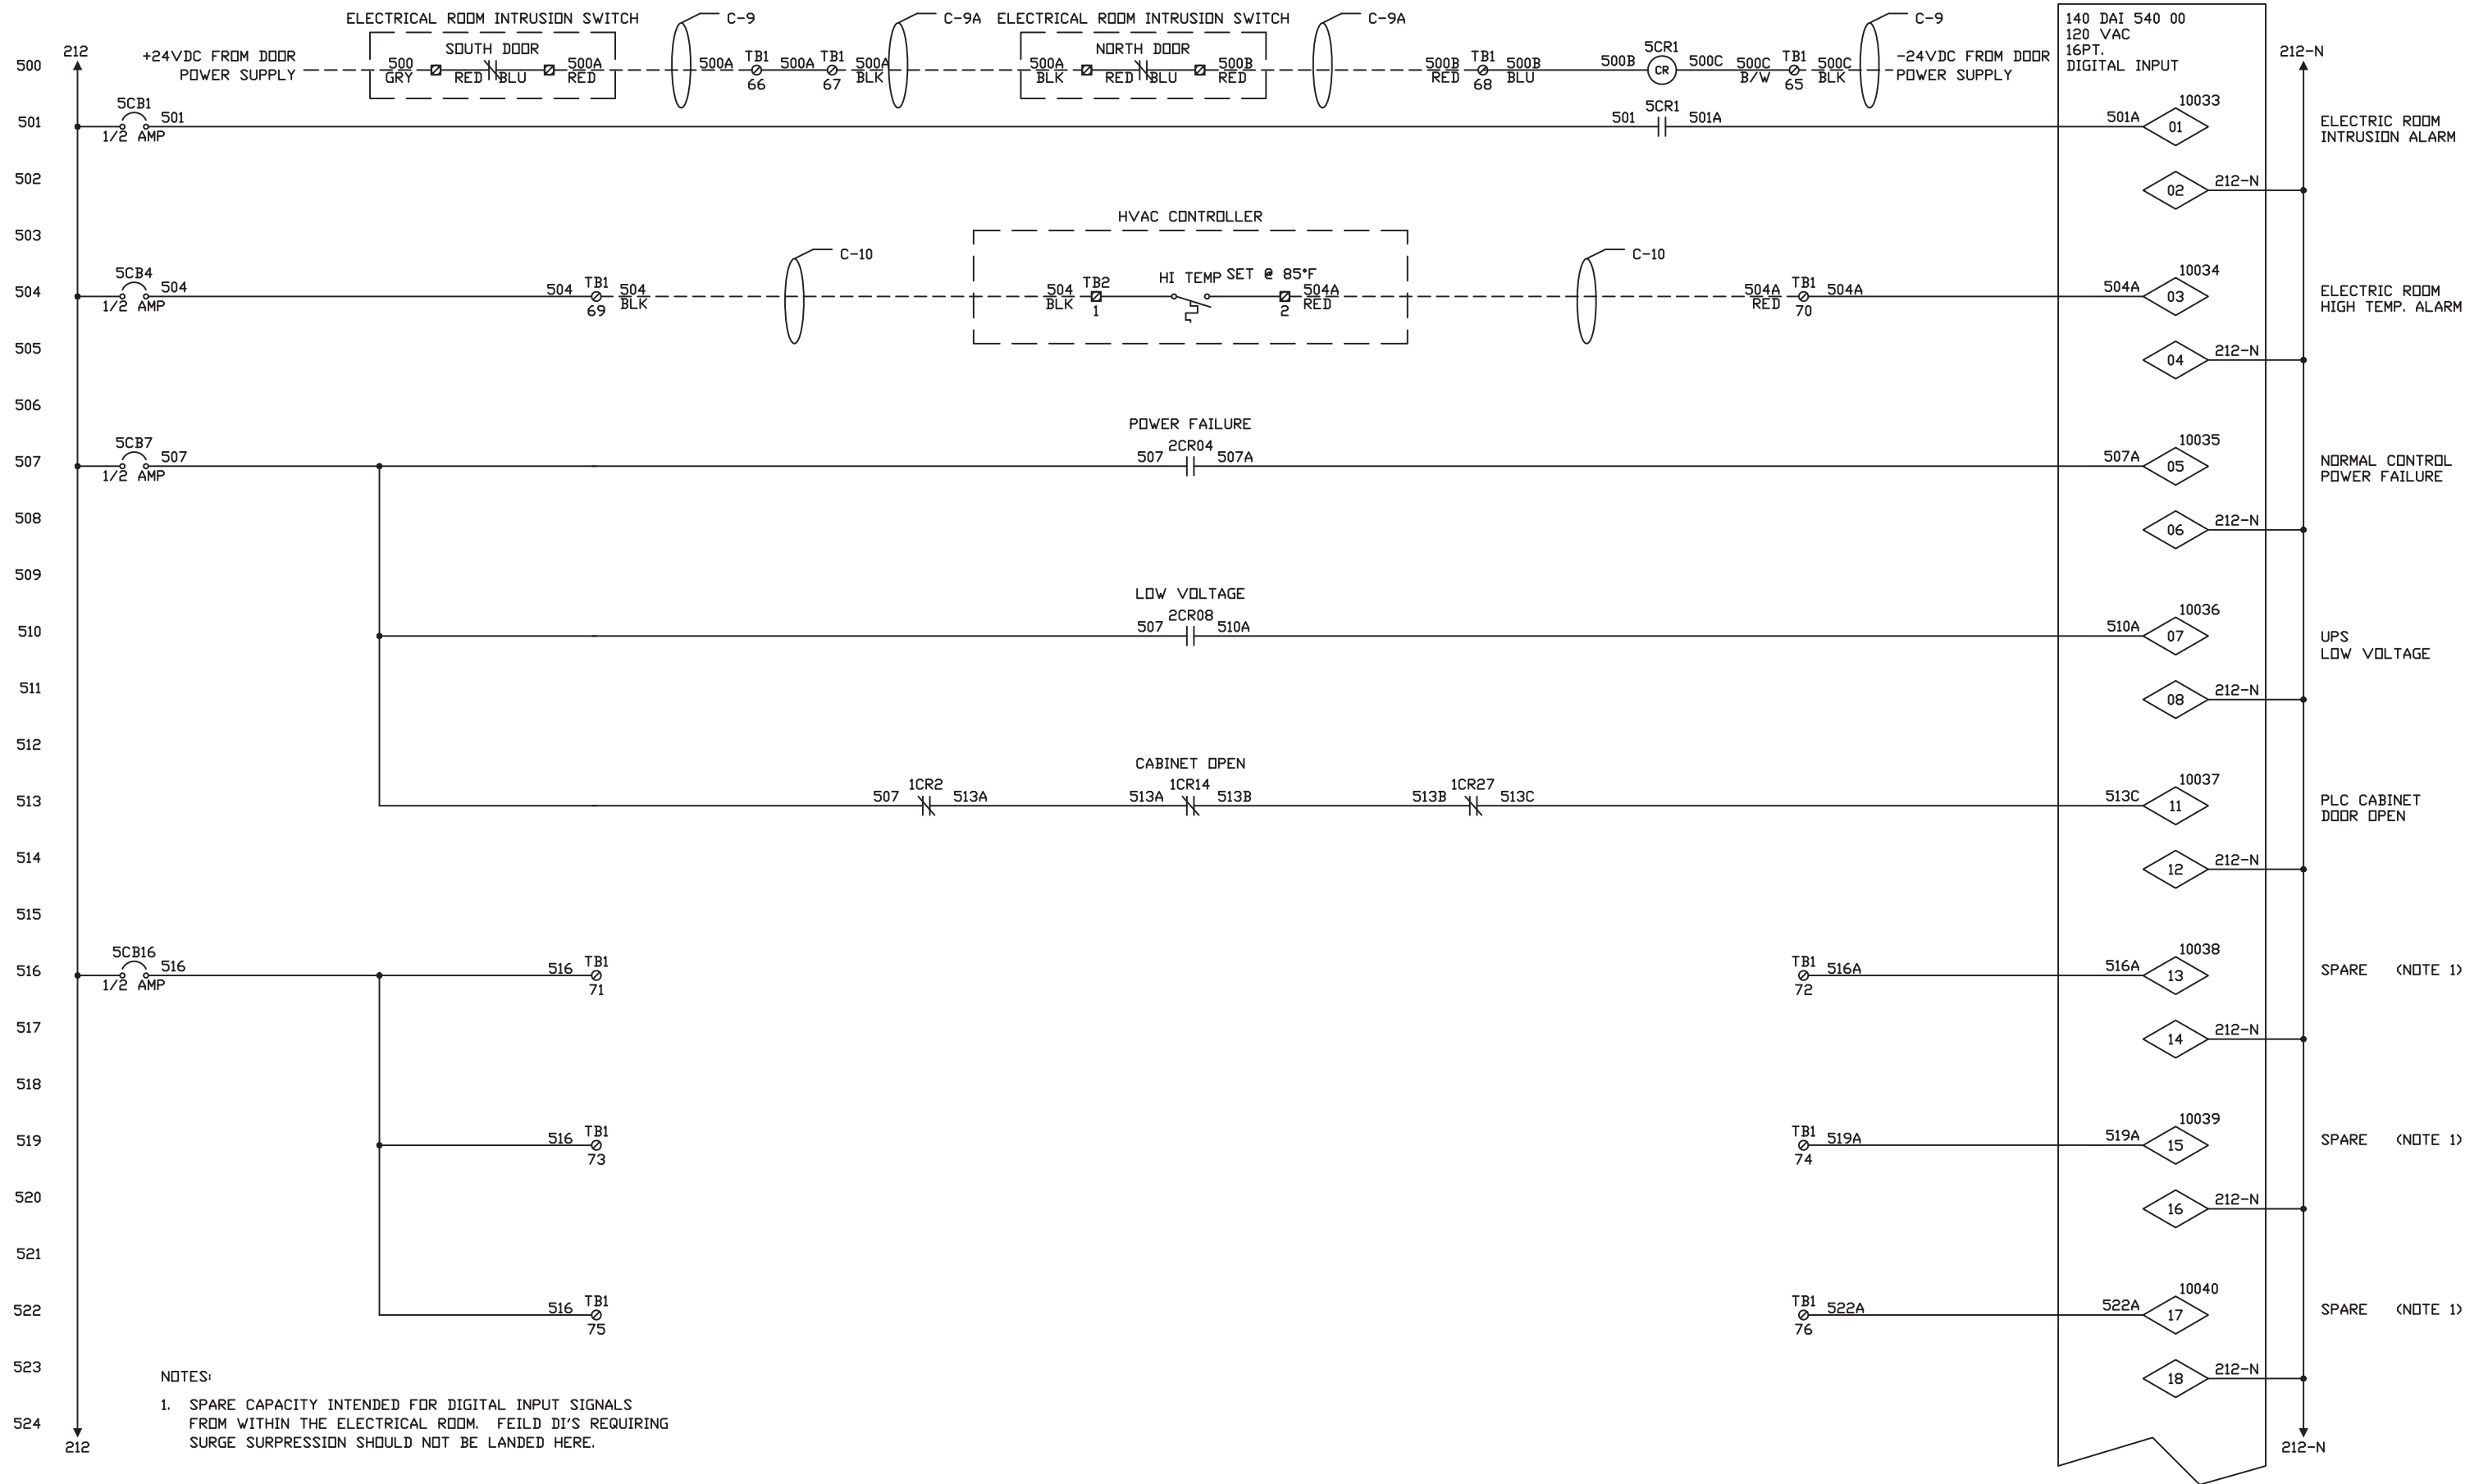 ELECTRICAL ROOM INTRUSION SWITCH C-9 C-9A ELECTRICAL ROOM INTRUSION SWITCH C-9A C-9
140 DAI 540 00
120 VAC
16PT.
DIGITAL INPUT
212 212-N
SOUTH DOOR NORTH DOOR
500 +24VDC FROM DOOR
POWER SUPPLY
500 500A 500A TB1 500A TB1 500A 500A 500B 500B TB1 500B 500B 5CR1 500C 500C TB1 500C
GRY RED BLU RED 66 67 BLK BLK RED BLU RED RED 68 BLU CR B/W 65 BLK
-24VDC FROM DOOR
POWER SUPPLY
5CB1 5CR1 10033
501 501 501 501A 501A 01
1/2 AMP
ELECTRIC ROOM
INTRUSION ALARM
502 02 212-N
HVAC CONTROLLER
503
C-10 C-10
5CB4 TB1 TB2 HI TEMP SET @ 85°F TB1 10034
504 504 504 504 504 504A 504A 504A 504A 03
1/2 AMP 69 BLK BLK 1 2 RED RED 70
ELECTRIC ROOM
HIGH TEMP. ALARM
505 04 212-N
506
POWER FAILURE
5CB7 2CR04 10035
507 507 507 507A 507A 05
1/2 AMP
NORMAL CONTROL
POWER FAILURE
508 06 212-N
509
LOW VOLTAGE
2CR08 10036
510 507 510A 510A 07
UPS
LOW VOLTAGE
511 08 212-N
512
CABINET OPEN
1CR2 1CR14 1CR27 10037
513 507 513A 513A 513B 513B 513C 513C 11
PLC CABINET
DOOR OPEN
514 12 212-N
515
5CB16 TB1 TB1 10038
516 516 516 516A 516A 13 SPARE (NOTE 1)
1/2 AMP 71 72
517 14 212-N
518
TB1 TB1 10039
519 516 519A 519A 15 SPARE (NOTE 1)
73 74
520 16 212-N
521
TB1 TB1 10040
522 516 522A 522A 17 SPARE (NOTE 1)
75 76
523 18 212-N
NOTES:
1. SPARE CAPACITY INTENDED FOR DIGITAL INPUT SIGNALS
524 FROM WITHIN THE ELECTRICAL ROOM. FEILD DI'S REQUIRING
SURGE SURPRESSION SHOULD NOT BE LANDED HERE.
212 212-N